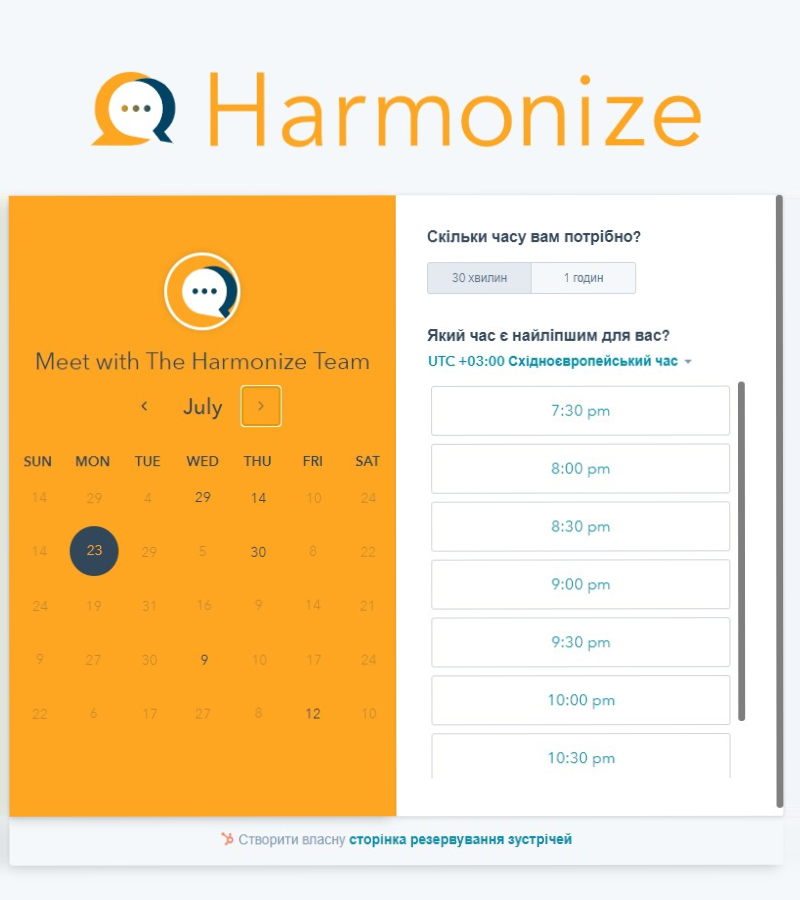 Harmonize
Meet with The Harmonize Team
July
SUN MON TUE WED THU FRI SAT
14 29 4 29 14 10 24
14 23 29 5 30 8 22
24 19 31 16 9 14 21
9 27 30 9 10 17 24
22 6 17 27 8 12 10
Скільки часу вам потрібно?
30 хвилин 1 годин
Який час є найліпшим для вас?
UTC +03:00 Східноєвропейський час
7:30 pm
8:00 pm
8:30 pm
9:00 pm
9:30 pm
10:00 pm
10:30 pm
Створити власну сторінка резервування зустрічей